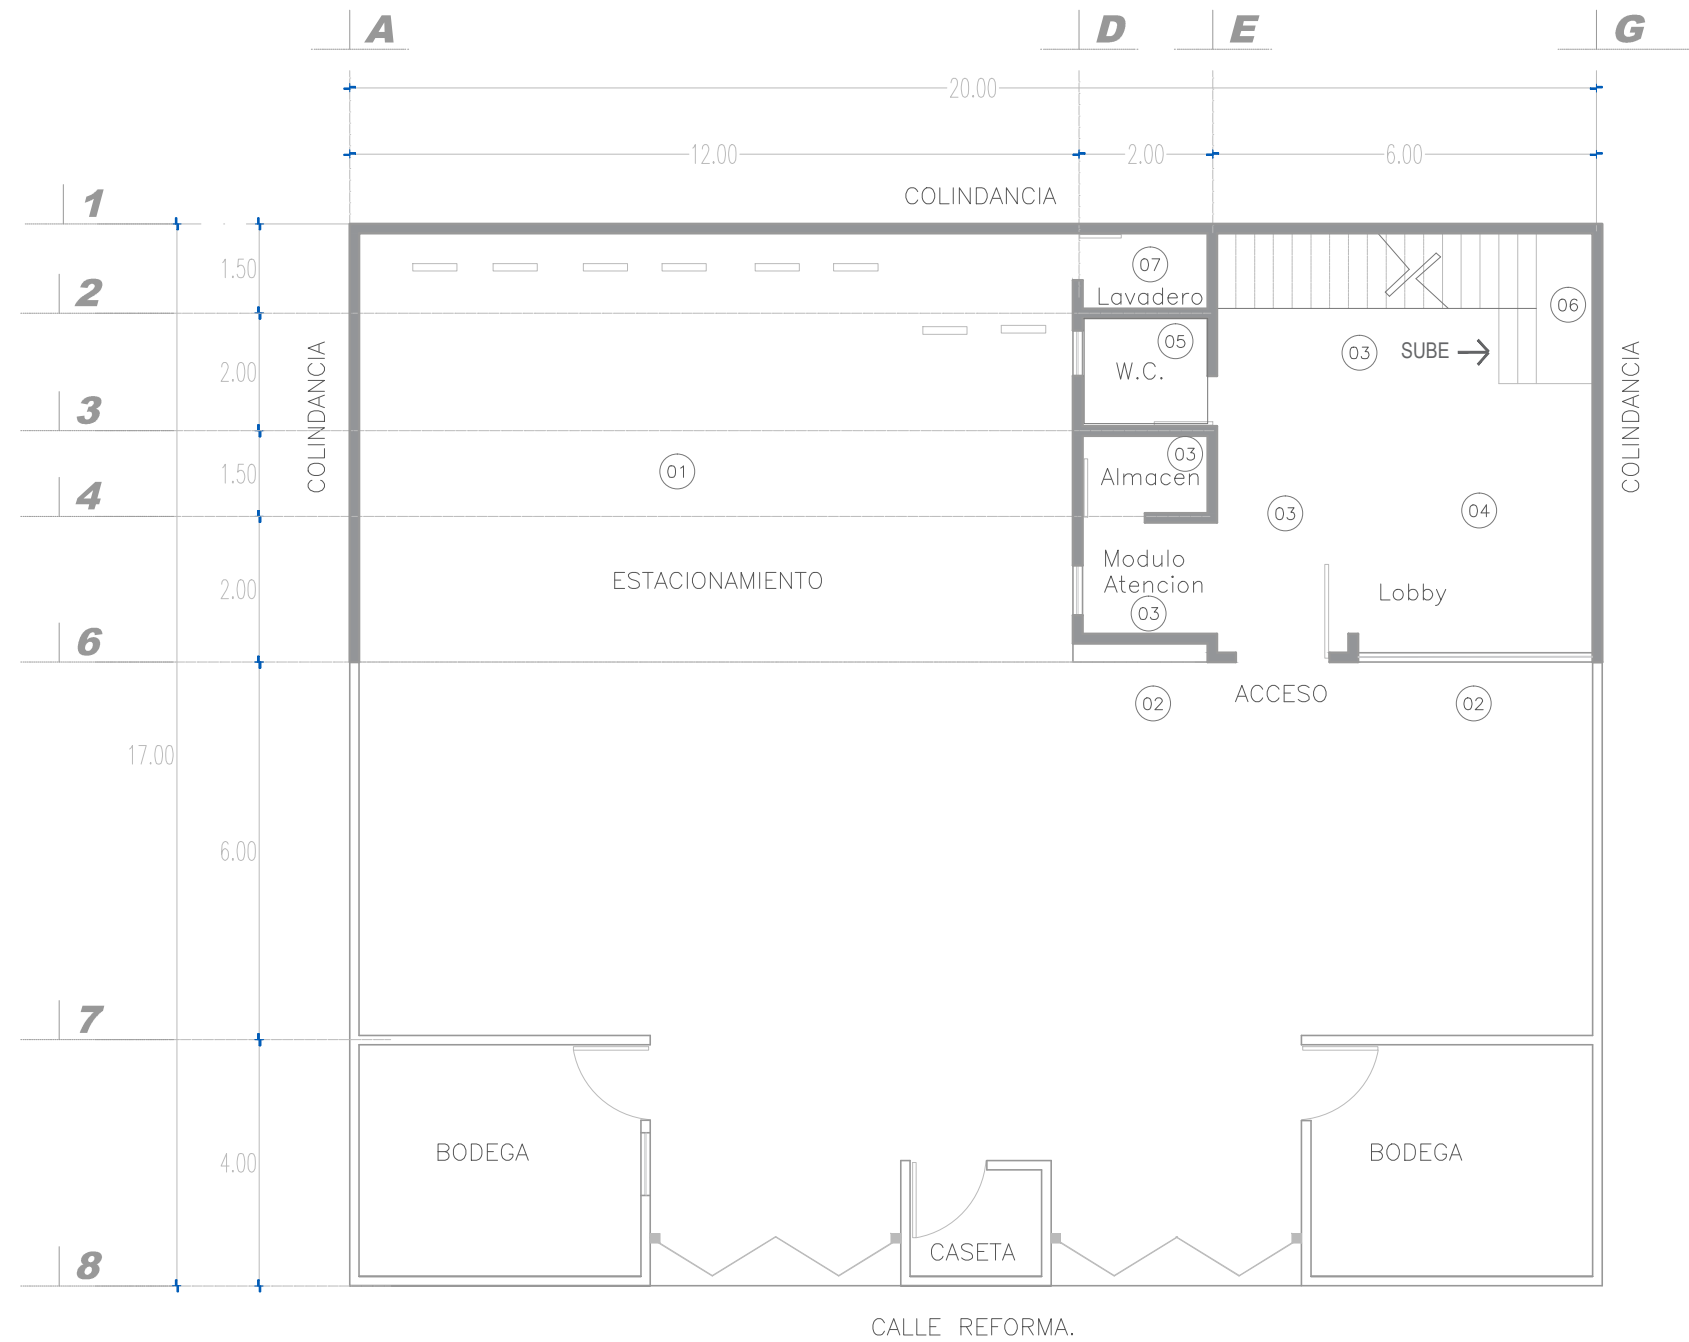 A D E G
20.00
12.00 2.00 6.00
COLINDANCIA
1
1.50
07
Lavadero
2
06
05
W.C.
03
SUBE
2.00
COLINDANCIA
COLINDANCIA
3
03
Almacen
1.50
01
4
03
04
Modulo
Atencion
ESTACIONAMIENTO
2.00
Lobby
03
6
02
ACCESO
02
17.00
6.00
7
BODEGA
BODEGA
4.00
CASETA
8
CALLE REFORMA.